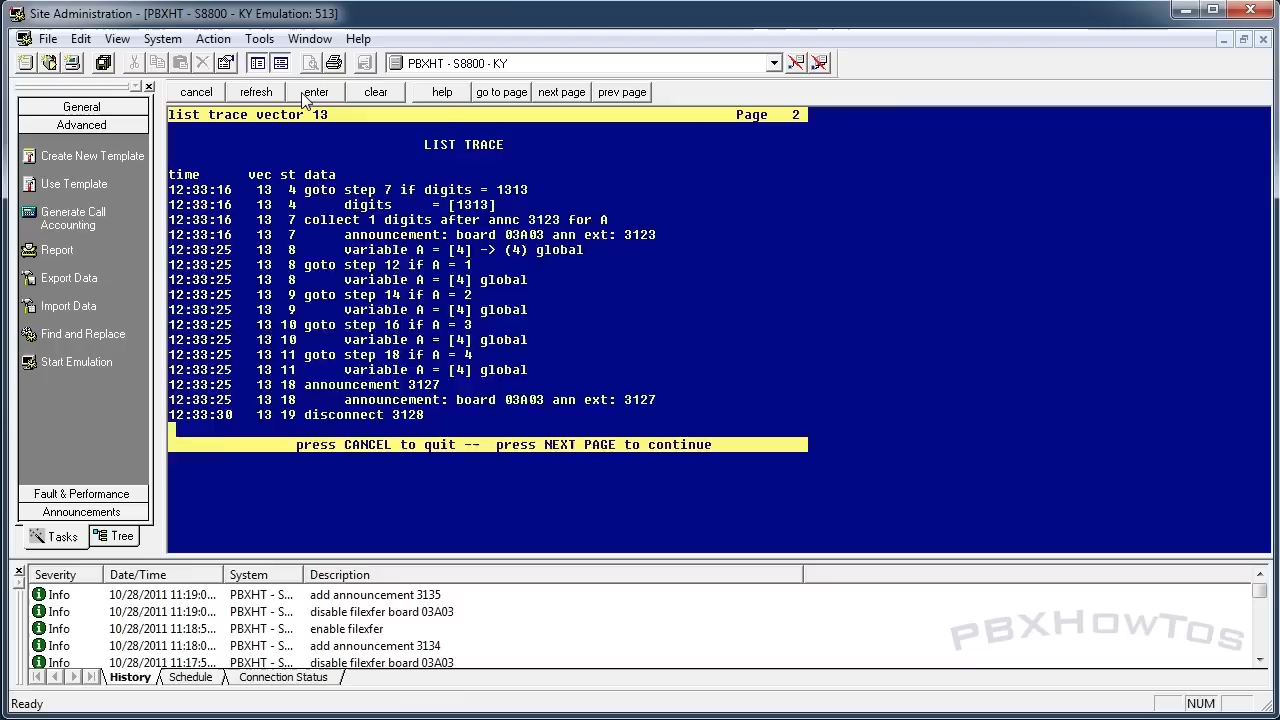 Site Administration - [PBXHT - S8800 - KY Emulation: 513]
File Edit View System Action Tools Window Help
PBXHT - S8800 - KY
cancel refresh enter clear help go to page next page prev page
General
Advanced
Create New Template
Use Template
Generate Call
Accounting
Report
Export Data
Import Data
Find and Replace
Start Emulation
Fault & Performance
Announcements
Tasks Tree
list trace vector 13 Page 2
LIST TRACE
time vec st data
12:33:16 13 4 goto step 7 if digits = 1313
12:33:16 13 4 digits = [1313]
12:33:16 13 7 collect 1 digits after annc 3123 for A
12:33:16 13 7 announcement: board 03A03 ann ext: 3123
12:33:25 13 8 variable A = [4] -> (4) global
12:33:25 13 8 goto step 12 if A = 1
12:33:25 13 8 variable A = [4] global
12:33:25 13 9 goto step 14 if A = 2
12:33:25 13 9 variable A = [4] global
12:33:25 13 10 goto step 16 if A = 3
12:33:25 13 10 variable A = [4] global
12:33:25 13 11 goto step 18 if A = 4
12:33:25 13 11 variable A = [4] global
12:33:25 13 18 announcement 3127
12:33:25 13 18 announcement: board 03A03 ann ext: 3127
12:33:30 13 19 disconnect 3128
press CANCEL to quit -- press NEXT PAGE to continue
Severity Date/Time System Description
Info 10/28/2011 11:19:0... PBXHT - S... add announcement 3135
Info 10/28/2011 11:19:0... PBXHT - S... disable filexfer board 03A03
Info 10/28/2011 11:18:5... PBXHT - S... enable filexfer
Info 10/28/2011 11:18:0... PBXHT - S... add announcement 3134
Info 10/28/2011 11:17:5... PBXHT - S... disable filexfer board 03A03
PBXHowTos
History Schedule Connection Status
Ready NUM